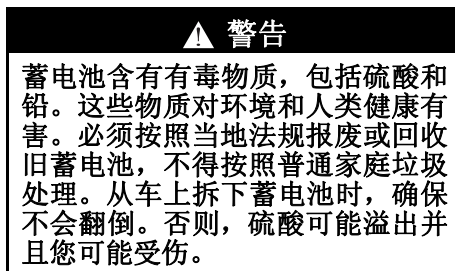 警告
蓄电池含有有毒物质，包括硫酸和
铅。这些物质对环境和人类健康有
害。必须按照当地法规报废或回收
旧蓄电池，不得按照普通家庭垃圾
处理。从车上拆下蓄电池时，确保
不会翻倒。否则，硫酸可能溢出并
且您可能受伤。